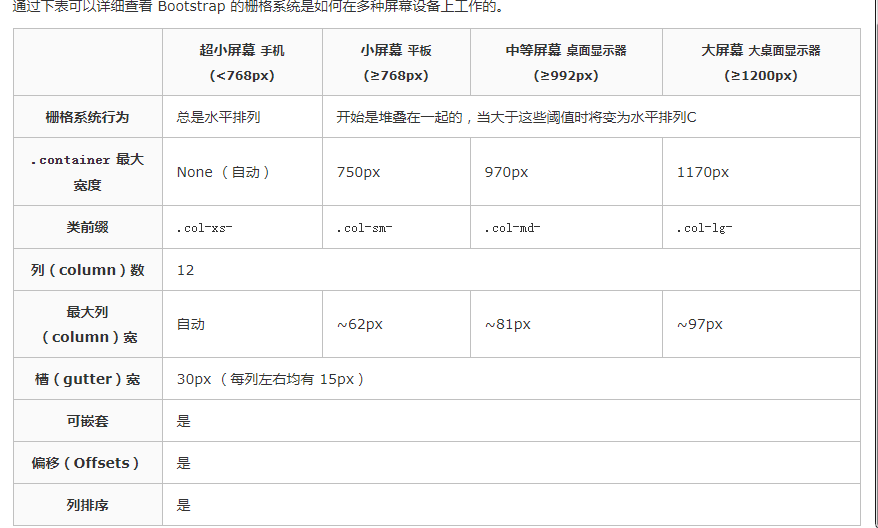 通过下表可以详细查看 Bootstrap 的栅格系统是如何在多种屏幕设备上工作的。
超小屏幕 手机 小屏幕 平板 中等屏幕 桌面显示器 大屏幕 大桌面显示器
(<768px) (≥768px) (≥992px) (≥1200px)
栅格系统行为 总是水平排列 开始是堆叠在一起的，当大于这些阈值时将变为水平排列C
.container 最大
宽度 None （自动） 750px 970px 1170px
类前缀 .col-xs- .col-sm- .col-md- .col-lg-
列（column）数 12
最大列
（column）宽 自动 ~62px ~81px ~97px
槽（gutter）宽 30px （每列左右均有 15px）
可嵌套 是
偏移（Offsets） 是
列排序 是